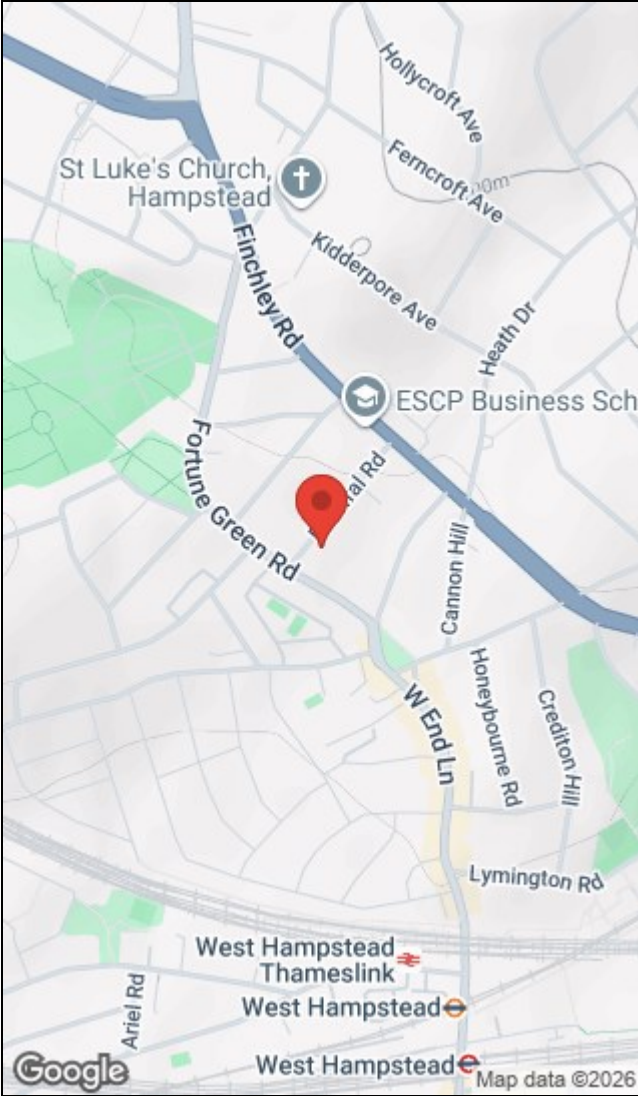 Hollycroft Ave
St Luke's Church,
Hampstead
Ferncroft Ave
Kidderpore Ave
Finchley Rd
Heath Dr
ESCP Business Sch
Rd
Fortune Green Rd
Cannon Hill
Honeybourne Rd
W End Ln
Crediton Hill
Lymington Rd
West Hampstead
Thameslink
Ariel Rd
West Hampstead
West Hampstead
Google
Map data ©2026